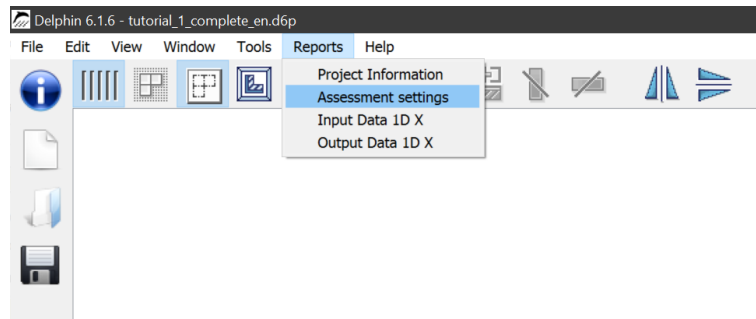 Delphin 6.1.6 - tutorial_1_complete_en.d6p
File Edit View Window Tools Reports Help
Project Information
Assessment settings
Input Data 1D X
Output Data 1D X